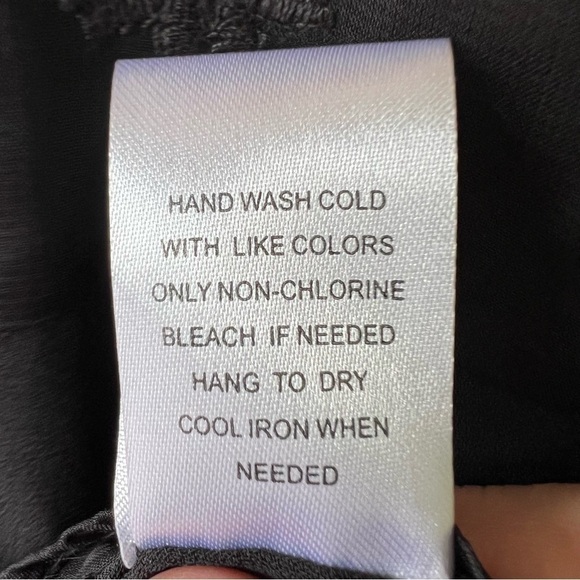 HAND WASH COLD
WITH LIKE COLORS
ONLY NON-CHLORINE
BLEACH IF NEEDED
HANG TO DRY
COOL IRON WHEN
NEEDED